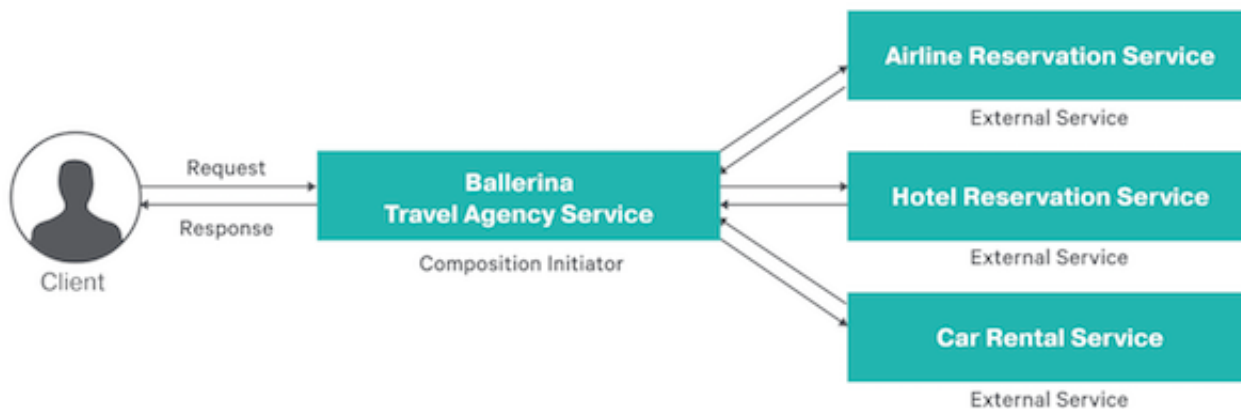 Airline Reservation Service
External Service
Request
Ballerina
Travel Agency Service
Hotel Reservation Service
Response
Composition Initiator
External Service
Client
Car Rental Service
External Service